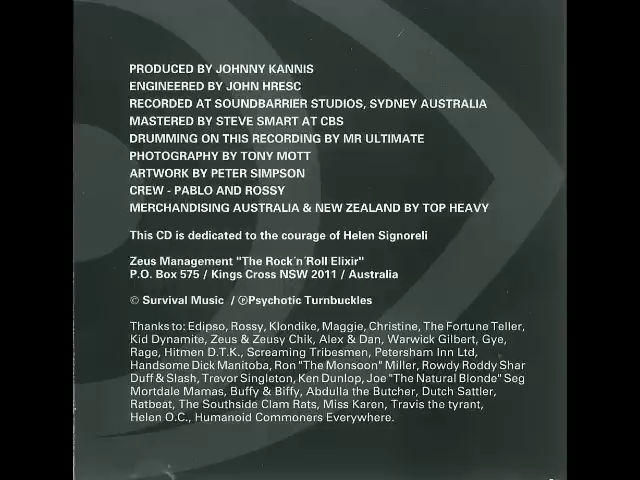 PRODUCED BY JOHNNY KANNIS
ENGINEERED BY JOHN HRESC
RECORDED AT SOUNDBARRIER STUDIOS, SYDNEY AUSTRALIA
MASTERED BY STEVE SMART AT CBS
DRUMMING ON THIS RECORDING BY MR ULTIMATE
PHOTOGRAPHY BY TONY MOTT
ARTWORK BY PETER SIMPSON
CREW - PABLO AND ROSSY
MERCHANDISING AUSTRALIA & NEW ZEALAND BY TOP HEAVY
This CD is dedicated to the courage of Helen Signoreli
Zeus Management "The Rock´n´Roll Elixir"
P.O. Box 575 / Kings Cross NSW 2011 / Australia
© Survival Music / ℗Psychotic Turnbuckles
Thanks to: Edipso, Rossy, Klondike, Maggie, Christine, The Fortune Teller,
Kid Dynamite, Zeus & Zeusy Chik, Alex & Dan, Warwick Gilbert, Gye,
Rage, Hitmen D.T.K., Screaming Tribesmen, Petersham Inn Ltd,
Handsome Dick Manitoba, Ron "The Monsoon" Miller, Rowdy Roddy Shar
Duff & Slash, Trevor Singleton, Ken Dunlop, Joe "The Natural Blonde" Seg
Mortdale Mamas, Buffy & Biffy, Abdulla the Butcher, Dutch Sattler,
Ratbeat, The Southside Clam Rats, Miss Karen, Travis the tyrant,
Helen O.C., Humanoid Commoners Everywhere.